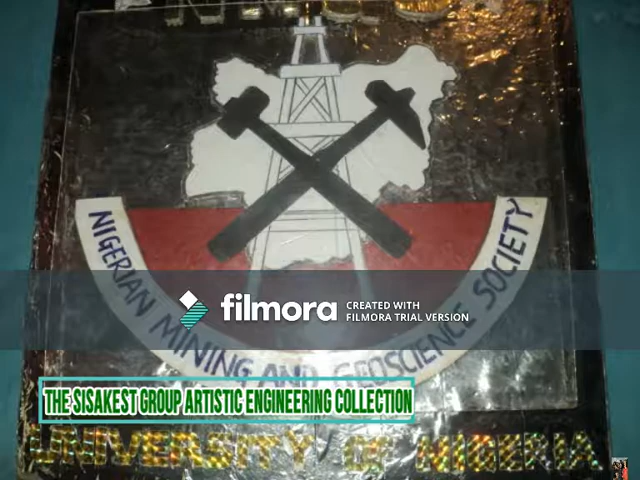 NIGERIAN MINING AND GEOSCIENCE SOCIETY
filmora
CREATED WITH
FILMORA TRIAL VERSION
THE SISAKEST GROUP ARTISTIC ENGINEERING COLLECTION
UNIVERSITY OF NIGERIA